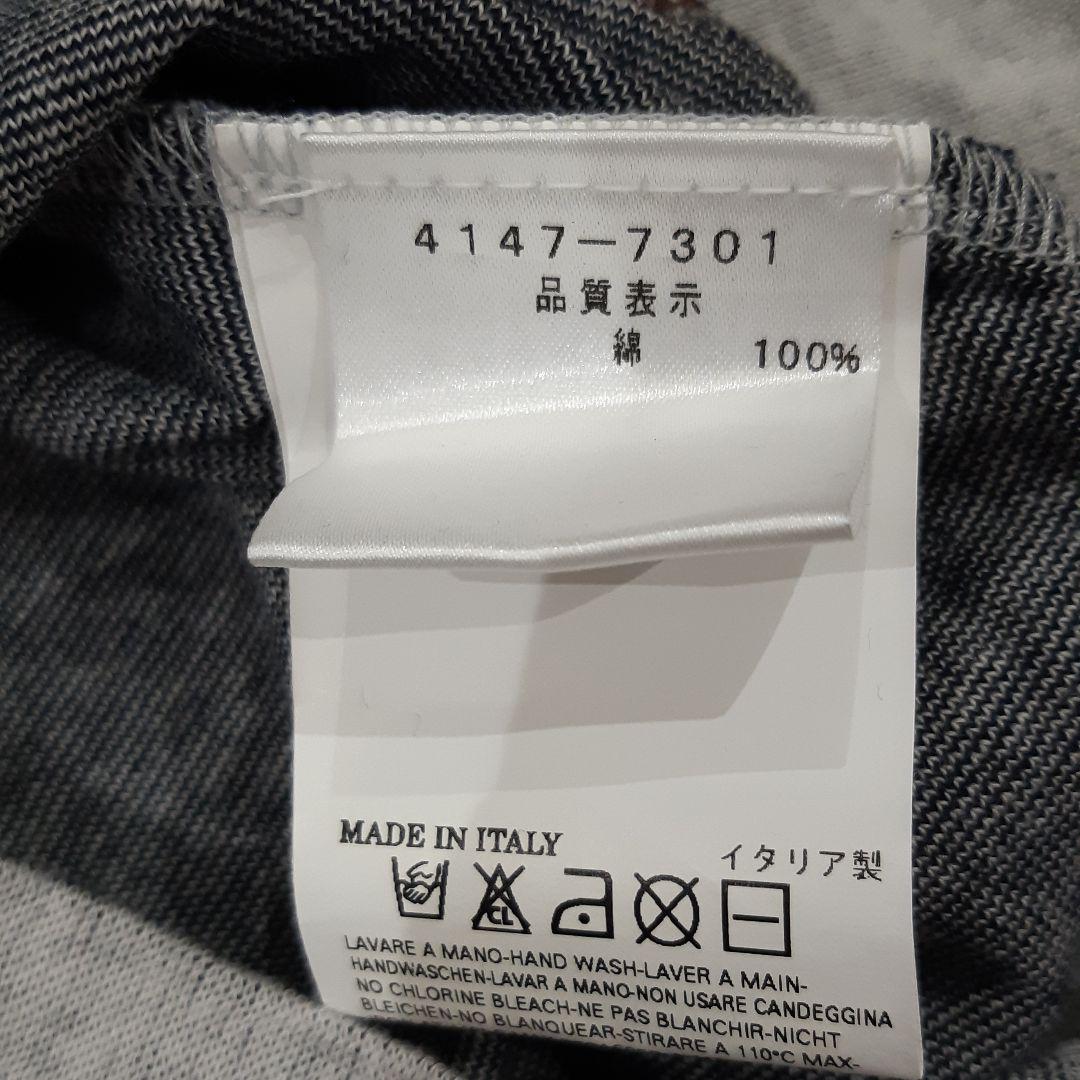 4147-7301
品質表示
綿 100%
MADE IN ITALY
イタリア製
CL
LAVARE A MANO-HAND WASH-LAVER A MAIN-
HANDWASCHEN-LAVAR A MANO-NON USARE CANDEGGINA
NO CHLORINE BLEACH-NE PAS BLANCHIR-NICHT
BLEICHEN-NO BLANQUEAR-STIRARE A 110°C MAX-